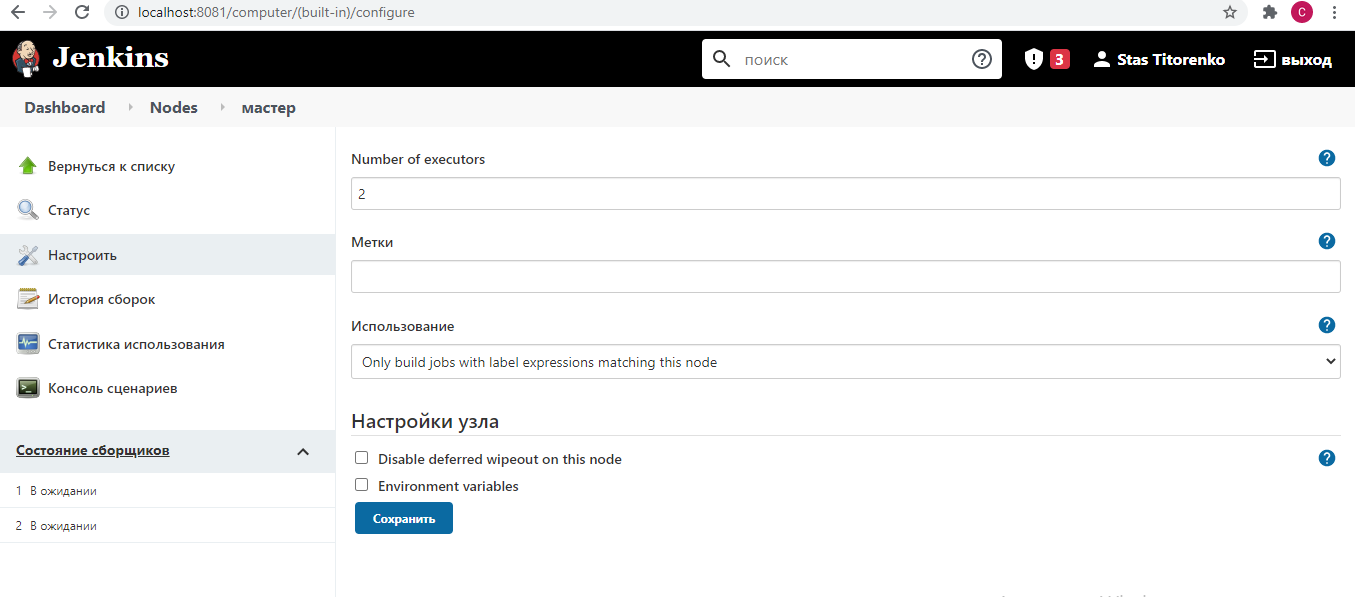 localhost:8081/computer/(built-in)/configure
C
Jenkins
поиск
3
Stas Titorenko
выход
Dashboard
Nodes
мастер
Вернуться к списку
Статус
Настроить
История сборок
Статистика использования
Консоль сценариев
Состояние сборщиков
1 В ожидании
2 В ожидании
Number of executors
2
Метки
Использование
Only build jobs with label expressions matching this node
Настройки узла
Disable deferred wipeout on this node
Environment variables
Сохранить